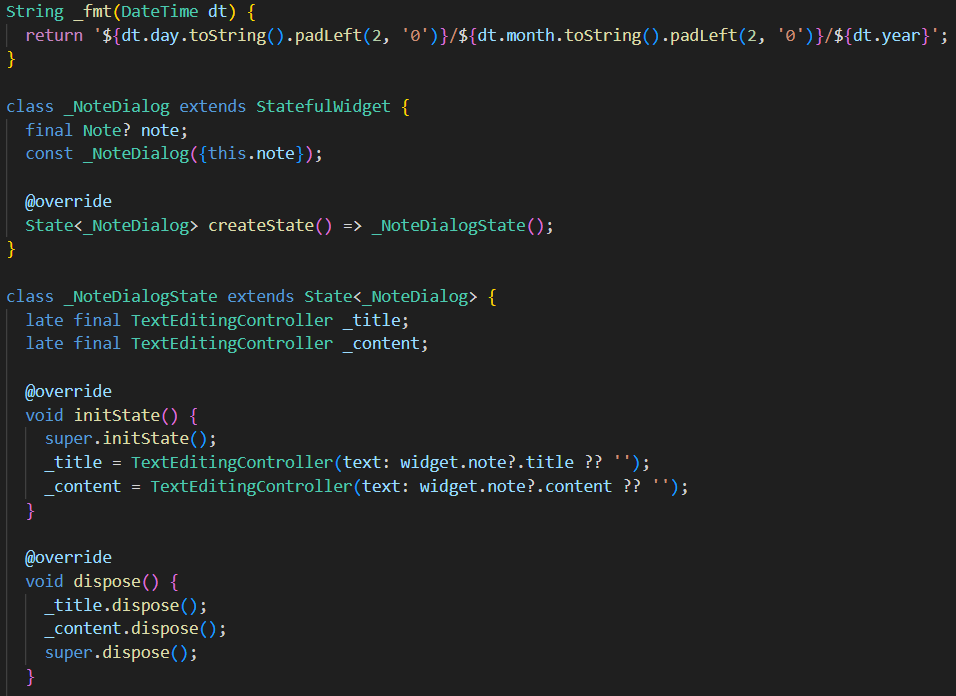 String _fmt(DateTime dt) {
  return '${dt.day.toString().padLeft(2, '0')}/${dt.month.toString().padLeft(2, '0')}/${dt.year}';
}

class _NoteDialog extends StatefulWidget {
  final Note? note;
  const _NoteDialog({this.note});

  @override
  State<_NoteDialog> createState() => _NoteDialogState();
}

class _NoteDialogState extends State<_NoteDialog> {
  late final TextEditingController _title;
  late final TextEditingController _content;

  @override
  void initState() {
    super.initState();
    _title = TextEditingController(text: widget.note?.title ?? '');
    _content = TextEditingController(text: widget.note?.content ?? '');
  }

  @override
  void dispose() {
    _title.dispose();
    _content.dispose();
    super.dispose();
  }